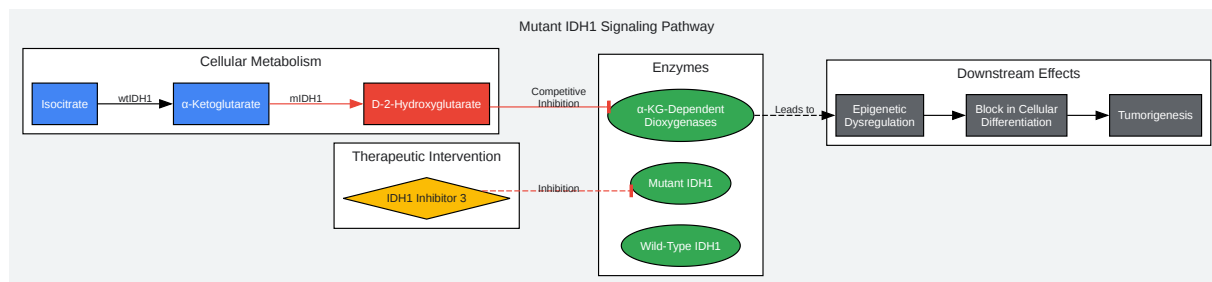 Mutant IDH1 Signaling Pathway
Cellular Metabolism
Isocitrate
wtIDH1
α-Ketoglutarate
mIDH1
D-2-Hydroxyglutarate
Competitive
Inhibition
Enzymes
α-KG-Dependent
Dioxygenases
Leads to
Downstream Effects
Epigenetic
Dysregulation
Block in Cellular
Differentiation
Tumorigenesis
Therapeutic Intervention
IDH1 Inhibitor 3
Inhibition
Mutant IDH1
Wild-Type IDH1